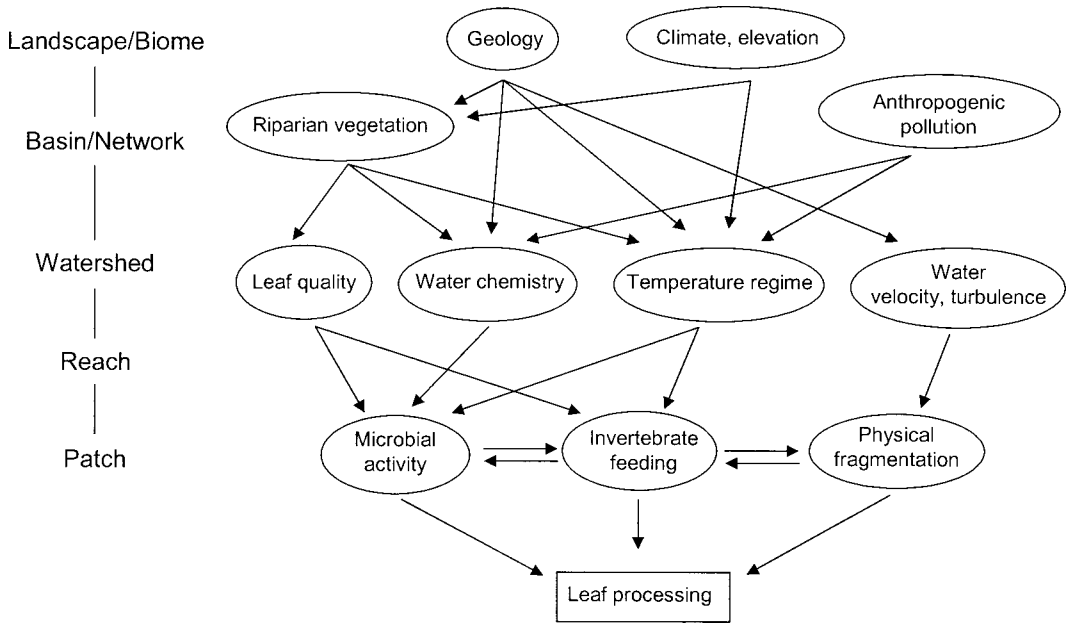 Landscape/Biome
Geology
Climate, elevation
Basin/Network
Riparian vegetation
Anthropogenic
pollution
Watershed
Leaf quality
Water chemistry
Temperature regime
Water
velocity, turbulence
Reach
Patch
Microbial
activity
Invertebrate
feeding
Physical
fragmentation
Leaf processing